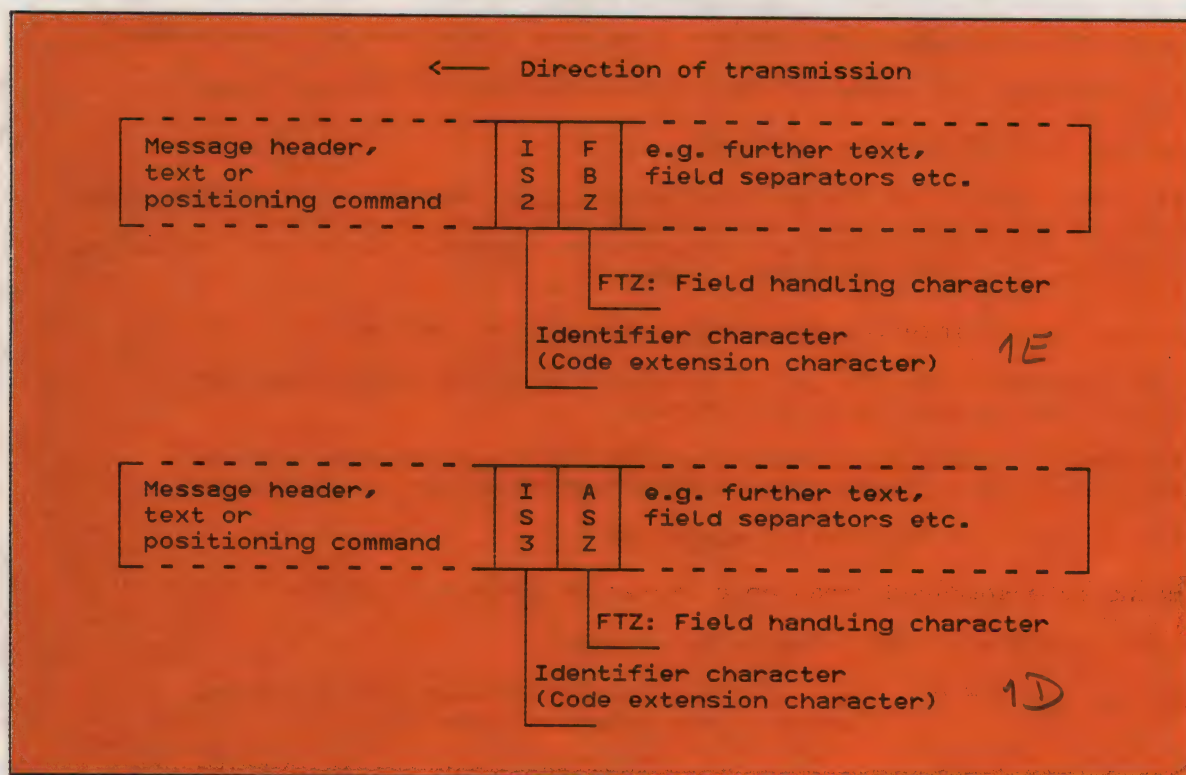 <—— Direction of transmission
Message header, I F e.g. further text,
text or S B field separators etc.
positioning command 2 Z
FTZ: Field handling character
Identifier character
(Code extension character) 1E
Message header, I A e.g. further text,
text or S S field separators etc.
positioning command 3 Z
FTZ: Field handling character
Identifier character
(Code extension character) 1D